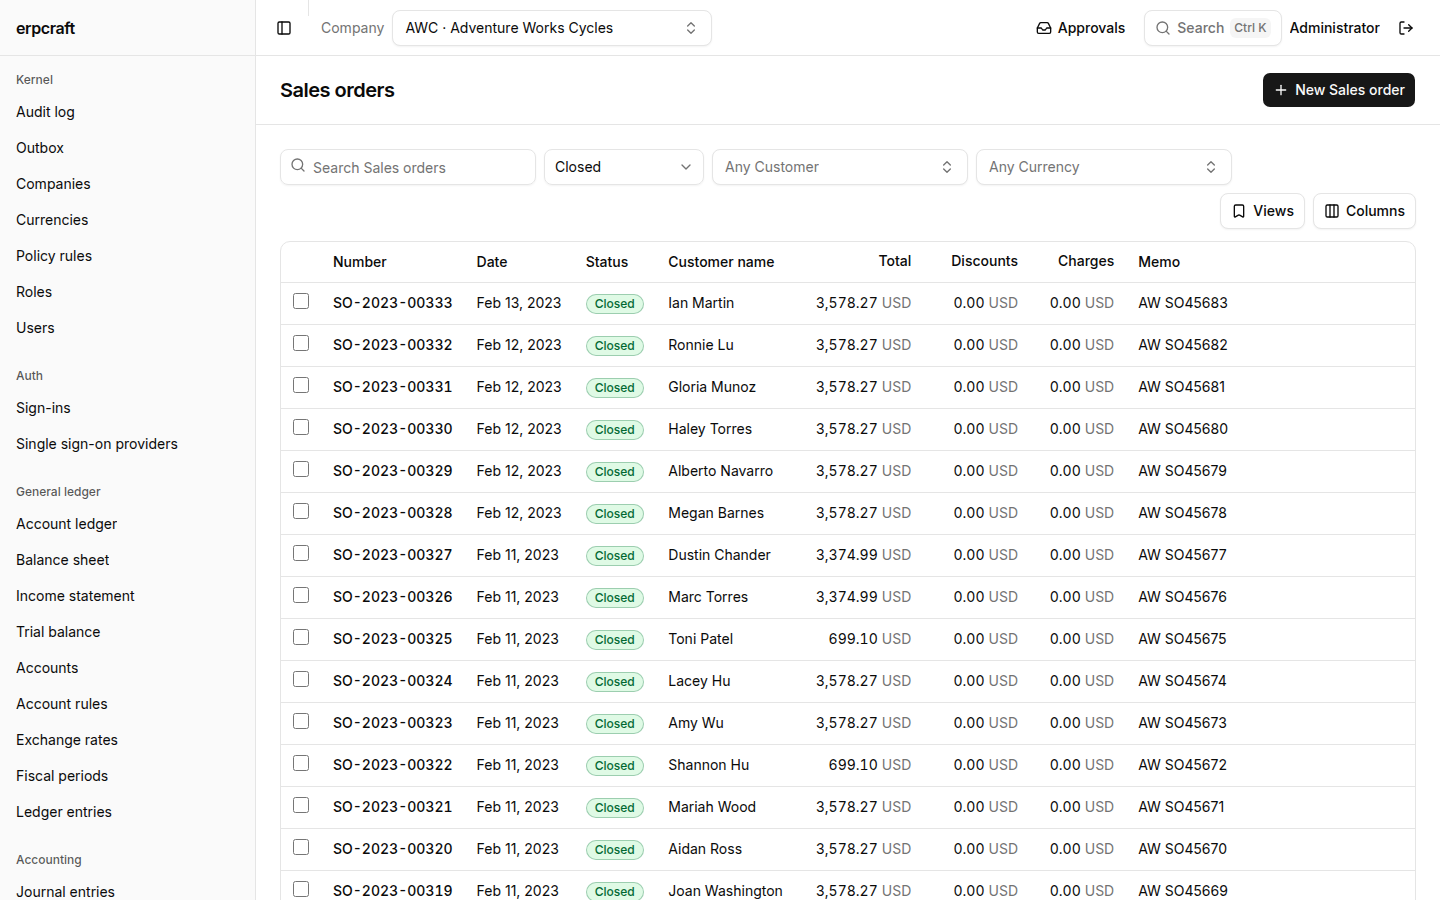 erpcraft
Company AWC · Adventure Works Cycles Approvals Search Ctrl K Administrator
Kernel
Audit log
Outbox
Companies
Currencies
Policy rules
Roles
Users
Auth
Sign-ins
Single sign-on providers
General ledger
Account ledger
Balance sheet
Income statement
Trial balance
Accounts
Account rules
Exchange rates
Fiscal periods
Ledger entries
Accounting
Journal entries
Sales orders
New Sales order
Search Sales orders Closed Any Customer Any Currency
Views Columns
Number Date Status Customer name Total Discounts Charges Memo
SO-2023-00333 Feb 13, 2023 Closed Ian Martin 3,578.27 USD 0.00 USD 0.00 USD AW SO45683
SO-2023-00332 Feb 12, 2023 Closed Ronnie Lu 3,578.27 USD 0.00 USD 0.00 USD AW SO45682
SO-2023-00331 Feb 12, 2023 Closed Gloria Munoz 3,578.27 USD 0.00 USD 0.00 USD AW SO45681
SO-2023-00330 Feb 12, 2023 Closed Haley Torres 3,578.27 USD 0.00 USD 0.00 USD AW SO45680
SO-2023-00329 Feb 12, 2023 Closed Alberto Navarro 3,578.27 USD 0.00 USD 0.00 USD AW SO45679
SO-2023-00328 Feb 12, 2023 Closed Megan Barnes 3,578.27 USD 0.00 USD 0.00 USD AW SO45678
SO-2023-00327 Feb 11, 2023 Closed Dustin Chander 3,374.99 USD 0.00 USD 0.00 USD AW SO45677
SO-2023-00326 Feb 11, 2023 Closed Marc Torres 3,374.99 USD 0.00 USD 0.00 USD AW SO45676
SO-2023-00325 Feb 11, 2023 Closed Toni Patel 699.10 USD 0.00 USD 0.00 USD AW SO45675
SO-2023-00324 Feb 11, 2023 Closed Lacey Hu 3,578.27 USD 0.00 USD 0.00 USD AW SO45674
SO-2023-00323 Feb 11, 2023 Closed Amy Wu 3,578.27 USD 0.00 USD 0.00 USD AW SO45673
SO-2023-00322 Feb 11, 2023 Closed Shannon Hu 699.10 USD 0.00 USD 0.00 USD AW SO45672
SO-2023-00321 Feb 11, 2023 Closed Mariah Wood 3,578.27 USD 0.00 USD 0.00 USD AW SO45671
SO-2023-00320 Feb 11, 2023 Closed Aidan Ross 3,578.27 USD 0.00 USD 0.00 USD AW SO45670
SO-2023-00319 Feb 11, 2023 Closed Joan Washington 3,578.27 USD 0.00 USD 0.00 USD AW SO45669